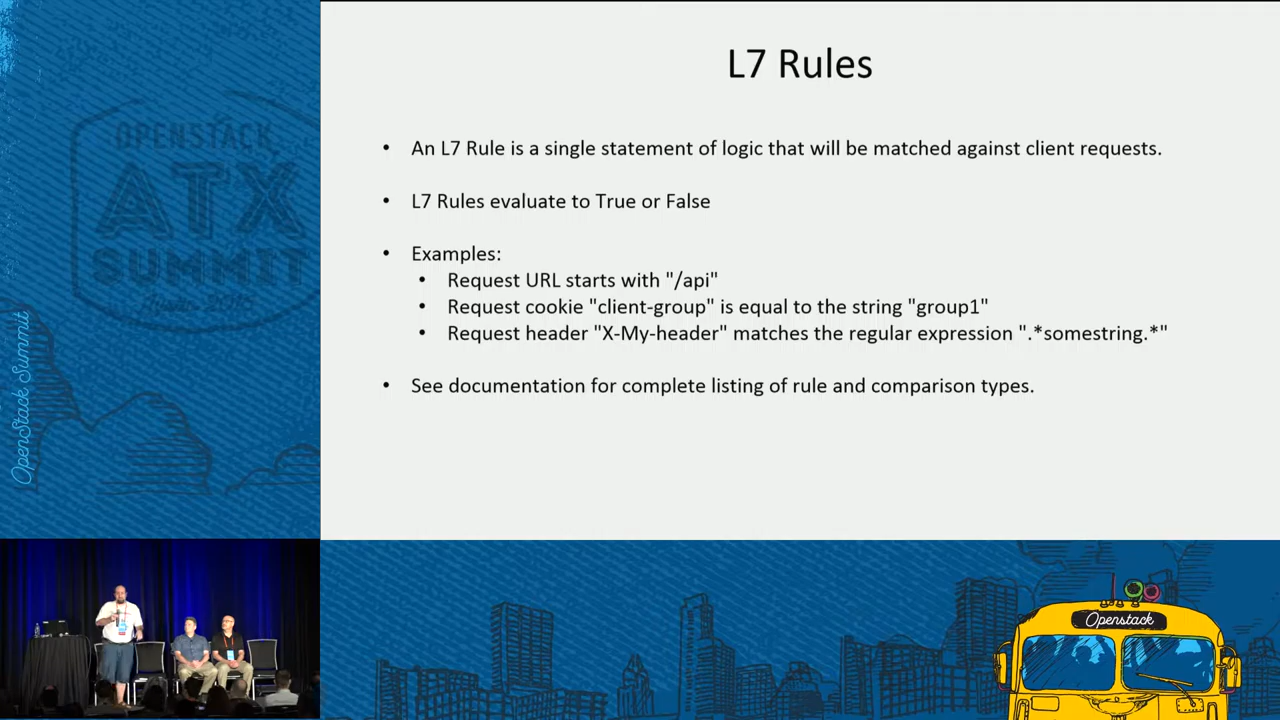 L7 Rules
• An L7 Rule is a single statement of logic that will be matched against client requests.
• L7 Rules evaluate to True or False
• Examples:
• Request URL starts with "/api"
• Request cookie "client-group" is equal to the string "group1"
• Request header "X-My-header" matches the regular expression ".*somestring.*"
• See documentation for complete listing of rule and comparison types.
OPENSTACK
ATX
SUMMIT
OpenStack Summit
Openstack